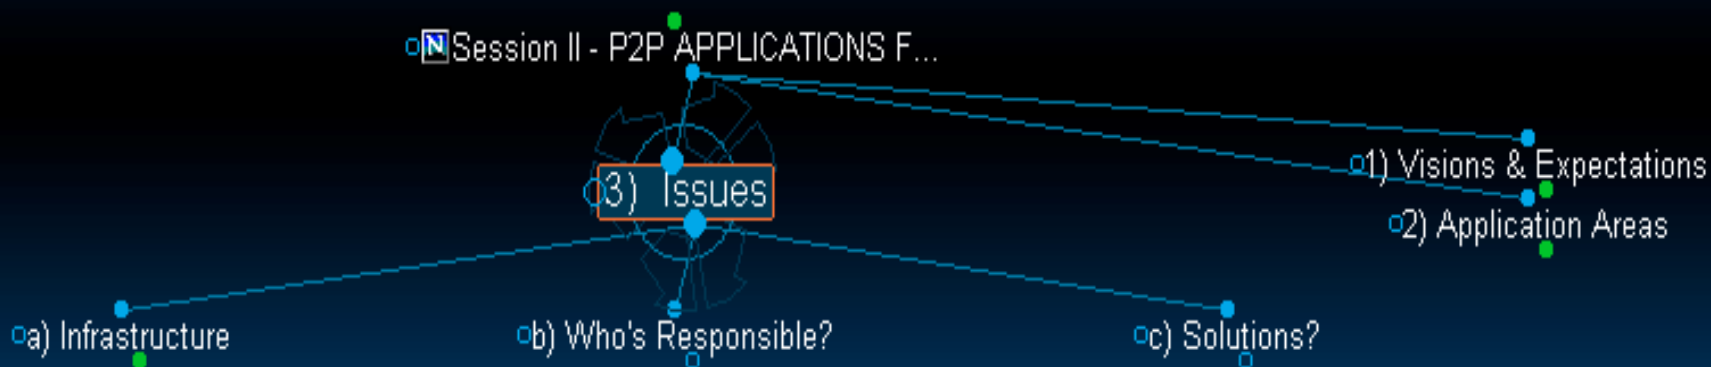 Session II - P2P APPLICATIONS F...
1) Visions & Expectations
3) Issues
2) Application Areas
a) Infrastructure
b) Who's Responsible?
c) Solutions?